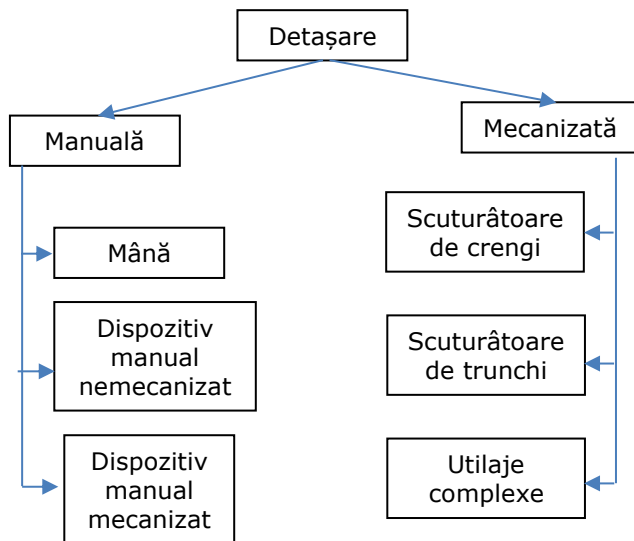 Detașare
Manuală
Mecanizată
Mână
Dispozitiv
manual
nemecanizat
Dispozitiv
manual
mecanizat
Scuturâtoare
de crengi
Scuturâtoare
de trunchi
Utilaje
complexe